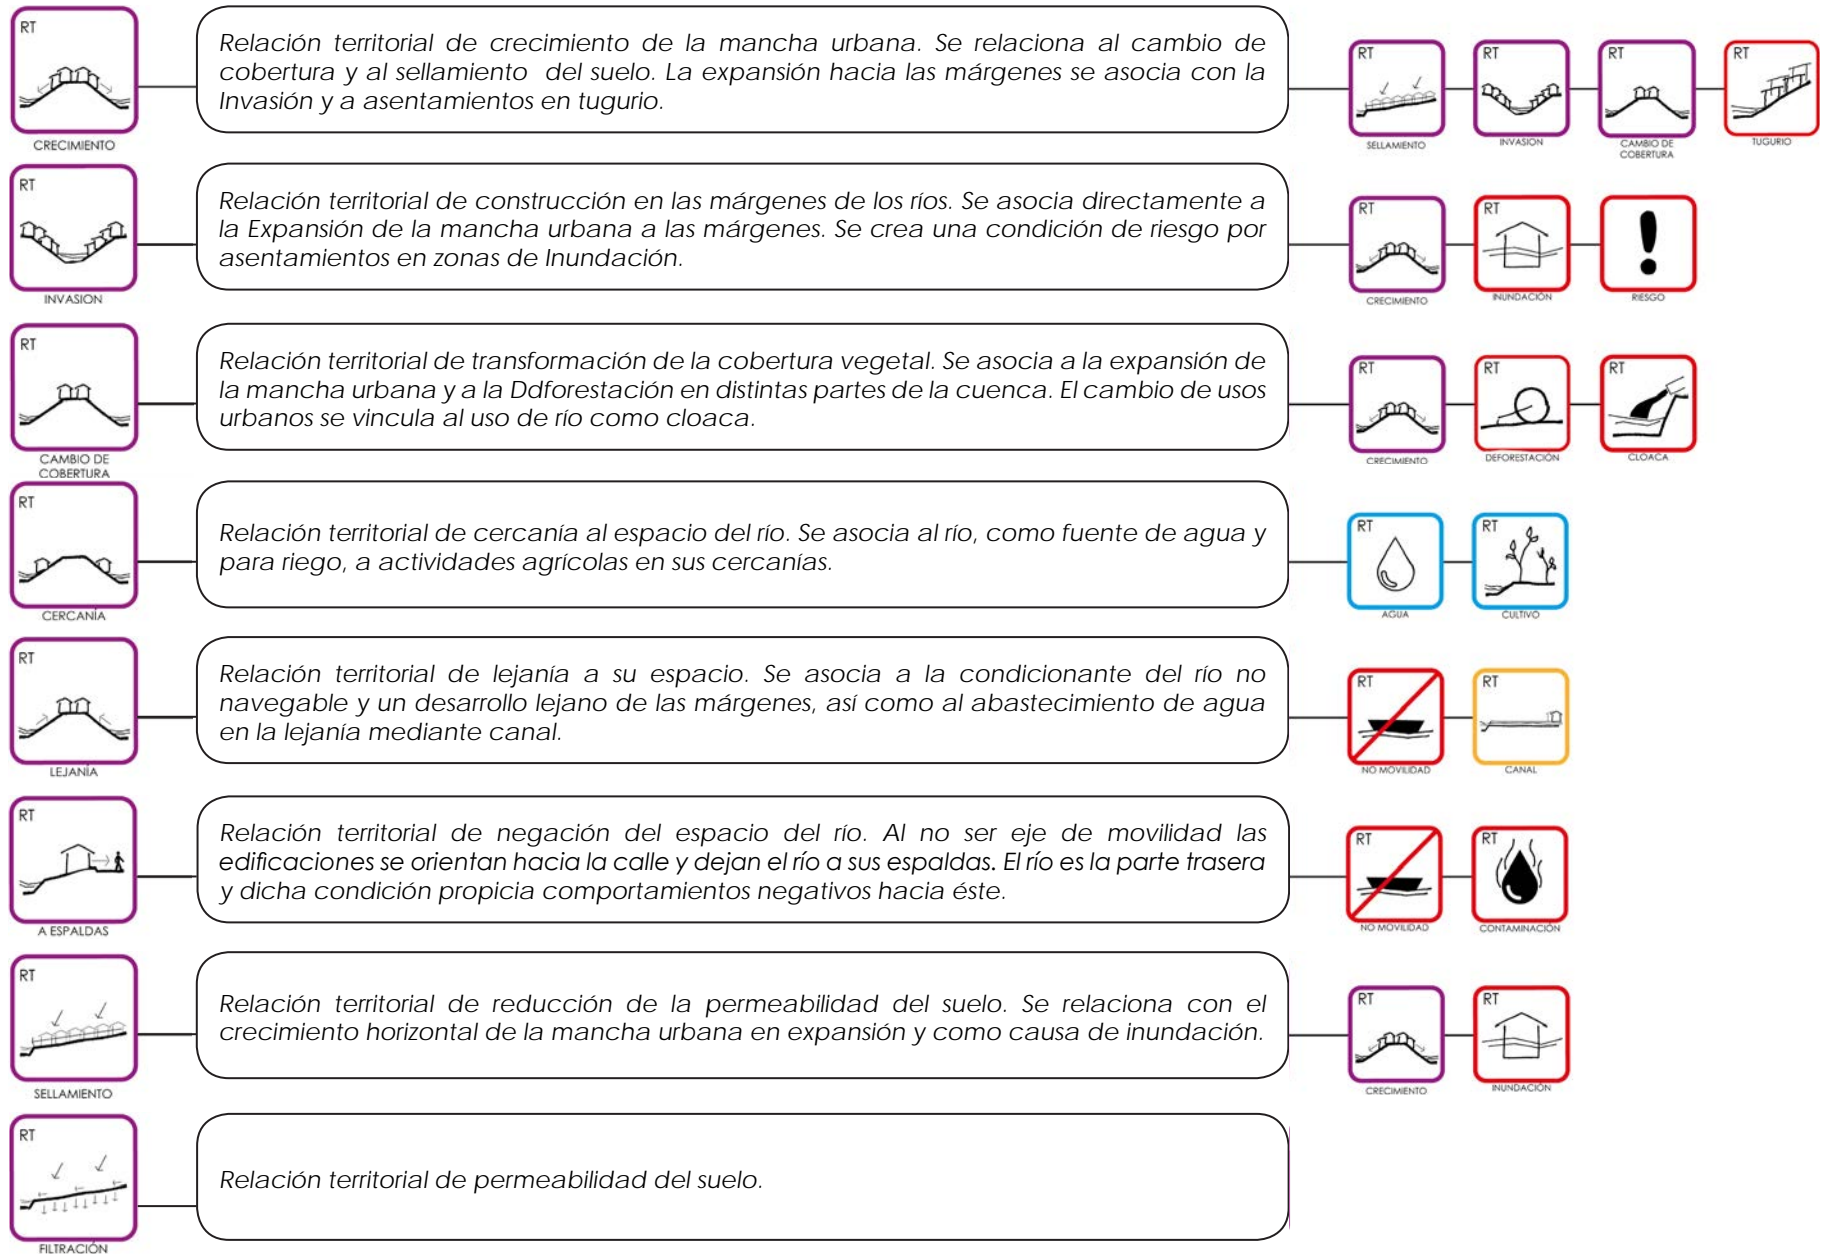 RT
CRECIMIENTO
Relación territorial de crecimiento de la mancha urbana. Se relaciona al cambio de
cobertura y al sellamiento del suelo. La expansión hacia las márgenes se asocia con la
Invasión y a asentamientos en tugurio.
RT
SELLAMIENTO
RT
INVASION
RT
CAMBIO DE
COBERTURA
RT
TUGURIO
RT
INVASION
Relación territorial de construcción en las márgenes de los ríos. Se asocia directamente a
la Expansión de la mancha urbana a las márgenes. Se crea una condición de riesgo por
asentamientos en zonas de Inundación.
RT
CRECIMIENTO
RT
INUNDACIÓN
RT
RIESGO
RT
CAMBIO DE
COBERTURA
Relación territorial de transformación de la cobertura vegetal. Se asocia a la expansión de
la mancha urbana y a la Ddforestación en distintas partes de la cuenca. El cambio de usos
urbanos se vincula al uso de río como cloaca.
RT
CRECIMIENTO
RT
DEFORESTACIÓN
RT
CLOACA
RT
CERCANÍA
Relación territorial de cercanía al espacio del río. Se asocia al río, como fuente de agua y
para riego, a actividades agrícolas en sus cercanías.
RT
AGUA
RT
CULTIVO
RT
LEJANÍA
Relación territorial de lejanía a su espacio. Se asocia a la condicionante del río no
navegable y un desarrollo lejano de las márgenes, así como al abastecimiento de agua
en la lejanía mediante canal.
RT
NO MOVILIDAD
RT
CANAL
RT
A ESPALDAS
Relación territorial de negación del espacio del río. Al no ser eje de movilidad las
edificaciones se orientan hacia la calle y dejan el río a sus espaldas. El río es la parte trasera
y dicha condición propicia comportamientos negativos hacia éste.
RT
NO MOVILIDAD
RT
CONTAMINACIÓN
RT
SELLAMIENTO
Relación territorial de reducción de la permeabilidad del suelo. Se relaciona con el
crecimiento horizontal de la mancha urbana en expansión y como causa de inundación.
RT
CRECIMIENTO
RT
INUNDACIÓN
RT
FILTRACIÓN
Relación territorial de permeabilidad del suelo.